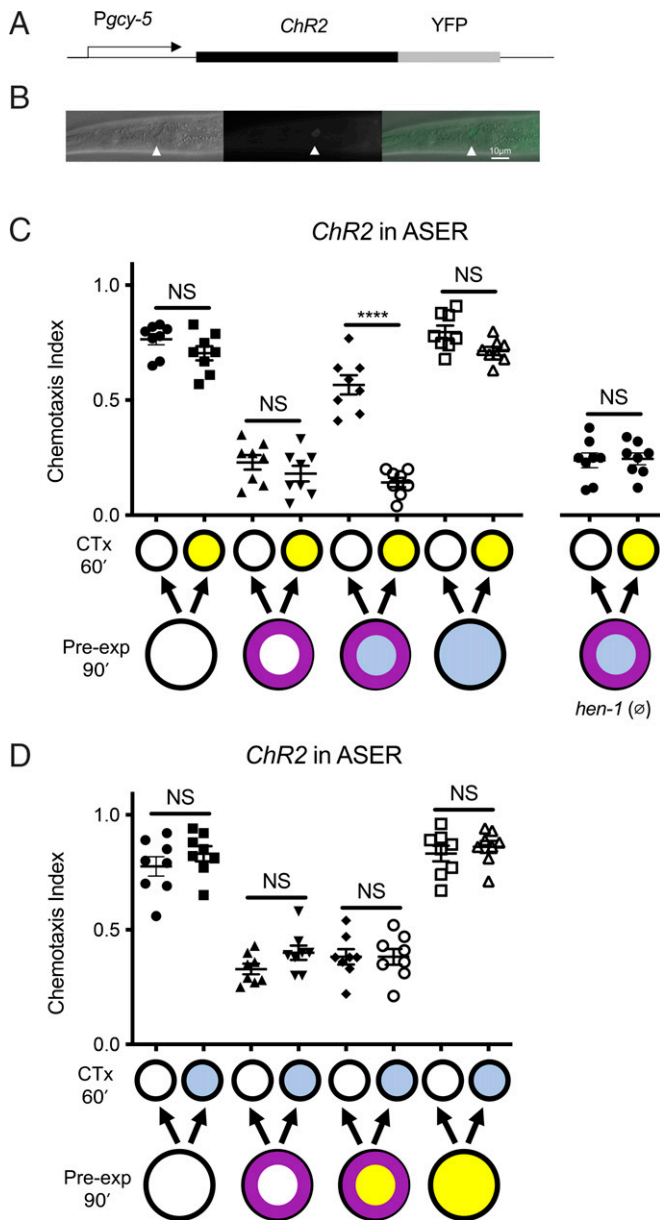 A
Pgcy-5 ChR2 YFP
B
10µm
C
ChR2 in ASER
Chemotaxis Index
1.0
0.5
0.0
NS NS **** NS NS
CTx
60′
Pre-exp
90′
hen-1 (ø)
D
ChR2 in ASER
Chemotaxis Index
1.0
0.5
0.0
NS NS NS NS
CTx
60′
Pre-exp
90′